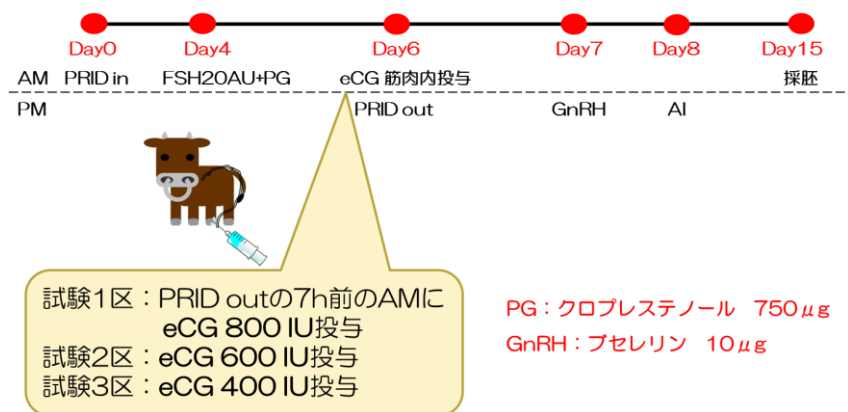 Day0 Day4 Day6 Day7 Day8 Day15
AM PRID in FSH20AU+PG eCG 筋肉内投与 採胚
PM PRID out GnRH AI
試験1区：PRID outの7h前のAMに
eCG 800 IU投与
試験2区：eCG 600 IU投与
試験3区：eCG 400 IU投与
PG：クロプレステノール 750μg
GnRH：ブセレリン 10μg